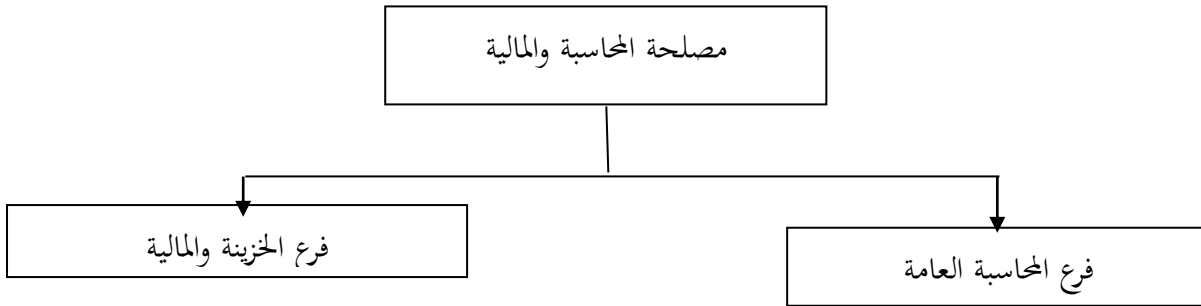 مصلحة المحاسبة والمالية
فرع المحاسبة العامة
فرع الخزينة والمالية